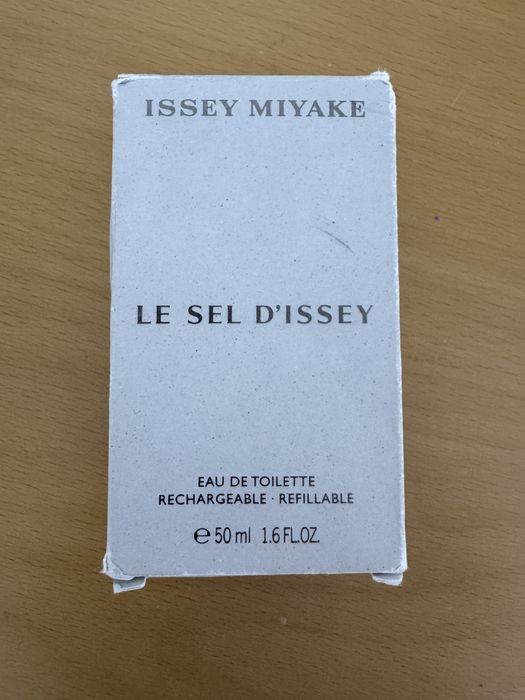 ISSEY MIYAKE
LE SEL D'ISSEY
EAU DE TOILETTE
RECHARGEABLE · REFILLABLE
℮ 50 ml 1.6 FL.OZ.